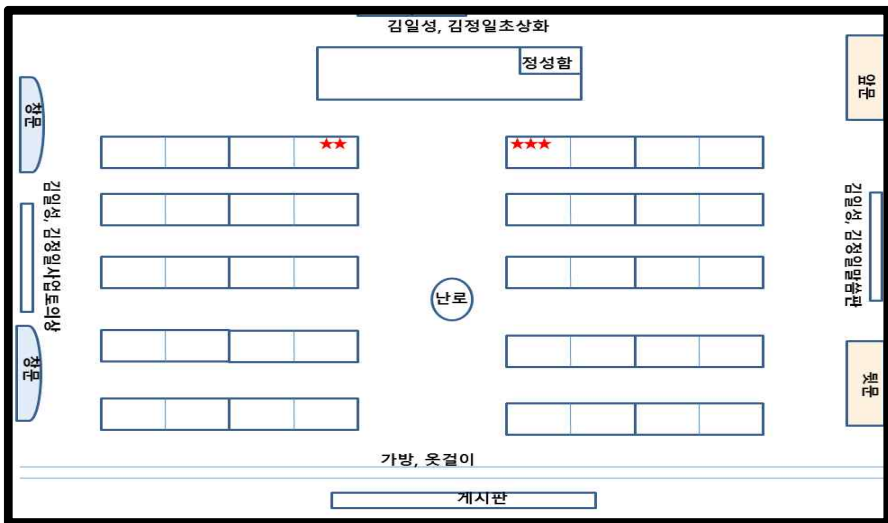 김일성, 김정일초상화
정성함
앞문
창문
★★
★★★
김일성, 김정일사업토의상
김일성, 김정일말씀판
난로
창문
뒷문
가방, 옷걸이
게시판